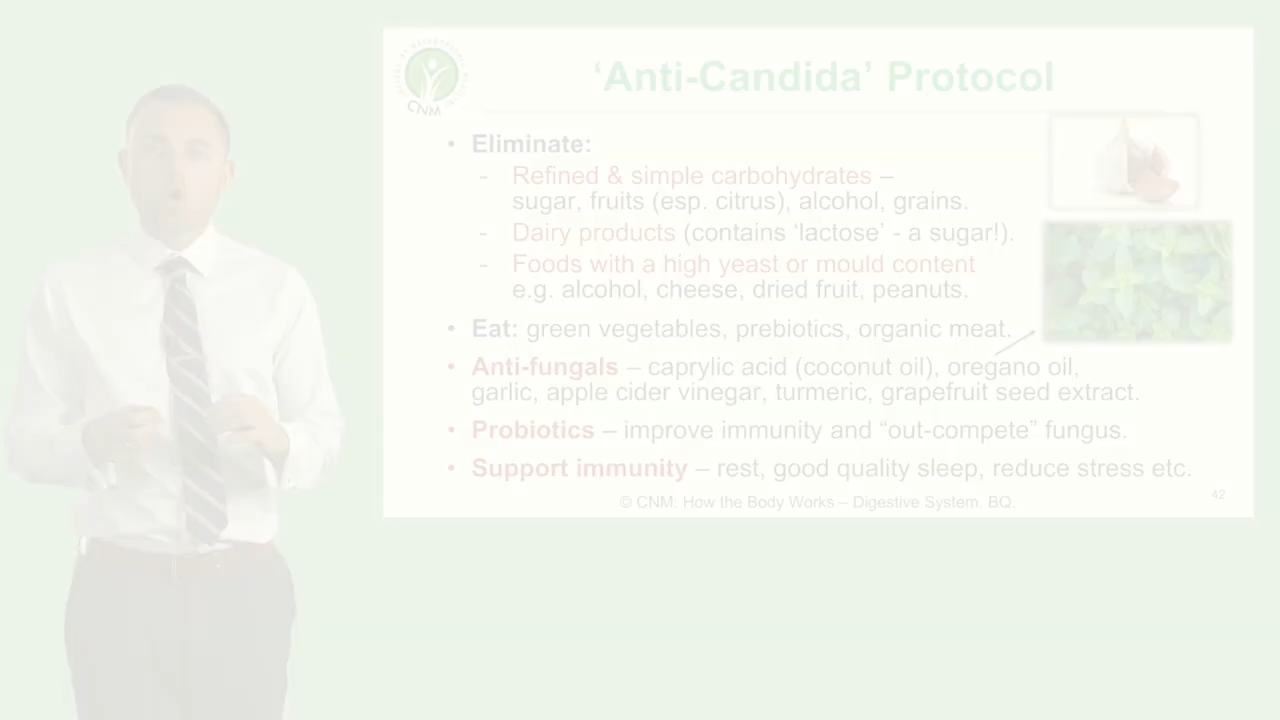 ‘Anti-Candida’ Protocol
CNM
• Eliminate:
- Refined & simple carbohydrates –
sugar, fruits (esp. citrus), alcohol, grains.
- Dairy products (contains ‘lactose’ - a sugar!).
- Foods with a high yeast or mould content
e.g. alcohol, cheese, dried fruit, peanuts.
• Eat: green vegetables, prebiotics, organic meat.
• Anti-fungals – caprylic acid (coconut oil), oregano oil,
garlic, apple cider vinegar, turmeric, grapefruit seed extract.
• Probiotics – improve immunity and “out-compete” fungus.
• Support immunity – rest, good quality sleep, reduce stress etc.
© CNM: How the Body Works – Digestive System. BQ.
42